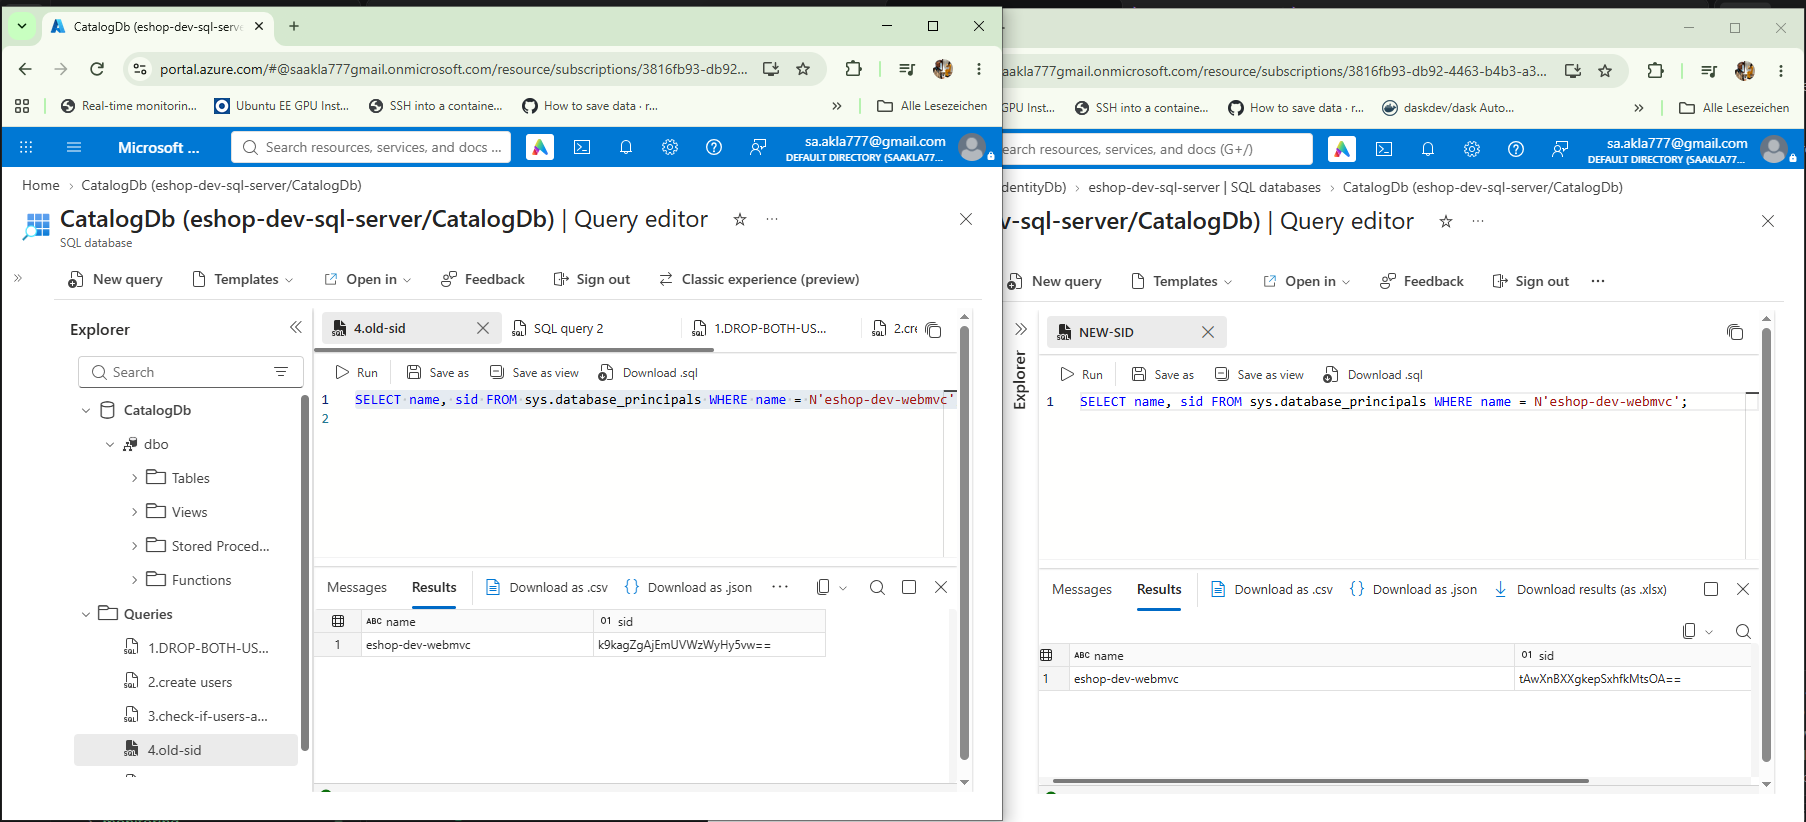 CatalogDb (eshop-dev-sql-serve
portal.azure.com/#@saakla777gmail.onmicrosoft.com/resource/subscriptions/3816fb93-db92...
Real-time monitorin...
Ubuntu EE GPU Inst...
SSH into a containe...
How to save data · r...
»
Alle Lesezeichen
Microsoft ...
Search resources, services, and docs ...
sa.akla777@gmail.com
DEFAULT DIRECTORY (SAAKLA77...
Home > CatalogDb (eshop-dev-sql-server/CatalogDb)
CatalogDb (eshop-dev-sql-server/CatalogDb) | Query editor
SQL database
New query
Templates
Open in
Feedback
Sign out
Classic experience (preview)
Explorer
Search
CatalogDb
dbo
Tables
Views
Stored Proced...
Functions
Queries
1.DROP-BOTH-US...
2.create users
3.check-if-users-a...
4.old-sid
4.old-sid
SQL query 2
1.DROP-BOTH-US...
2.cre
Run
Save as
Save as view
Download .sql
1 SELECT name, sid FROM sys.database_principals WHERE name = N'eshop-dev-webmvc'
2
Messages
Results
Download as .csv
Download as .json
ABC name
01 sid
1 eshop-dev-webmvc k9kagZgAjEmUVWzWyHy5vw==
aakla777gmail.onmicrosoft.com/resource/subscriptions/3816fb93-db92-4463-b4b3-a3...
GPU Inst...
SSH into a containe...
How to save data · r...
daskdev/dask Auto...
»
Alle Lesezeichen
earch resources, services, and docs (G+/)
sa.akla777@gmail.com
DEFAULT DIRECTORY (SAAKLA77...
dentityDb) > eshop-dev-sql-server | SQL databases > CatalogDb (eshop-dev-sql-server/CatalogDb)
v-sql-server/CatalogDb) | Query editor
New query
Templates
Open in
Feedback
Sign out
Explorer
NEW-SID
Run
Save as
Save as view
Download .sql
1 SELECT name, sid FROM sys.database_principals WHERE name = N'eshop-dev-webmvc';
Messages
Results
Download as .csv
Download as .json
Download results (as .xlsx)
ABC name
01 sid
1 eshop-dev-webmvc tAwXnBXXgkepSxhfkMtsOA==